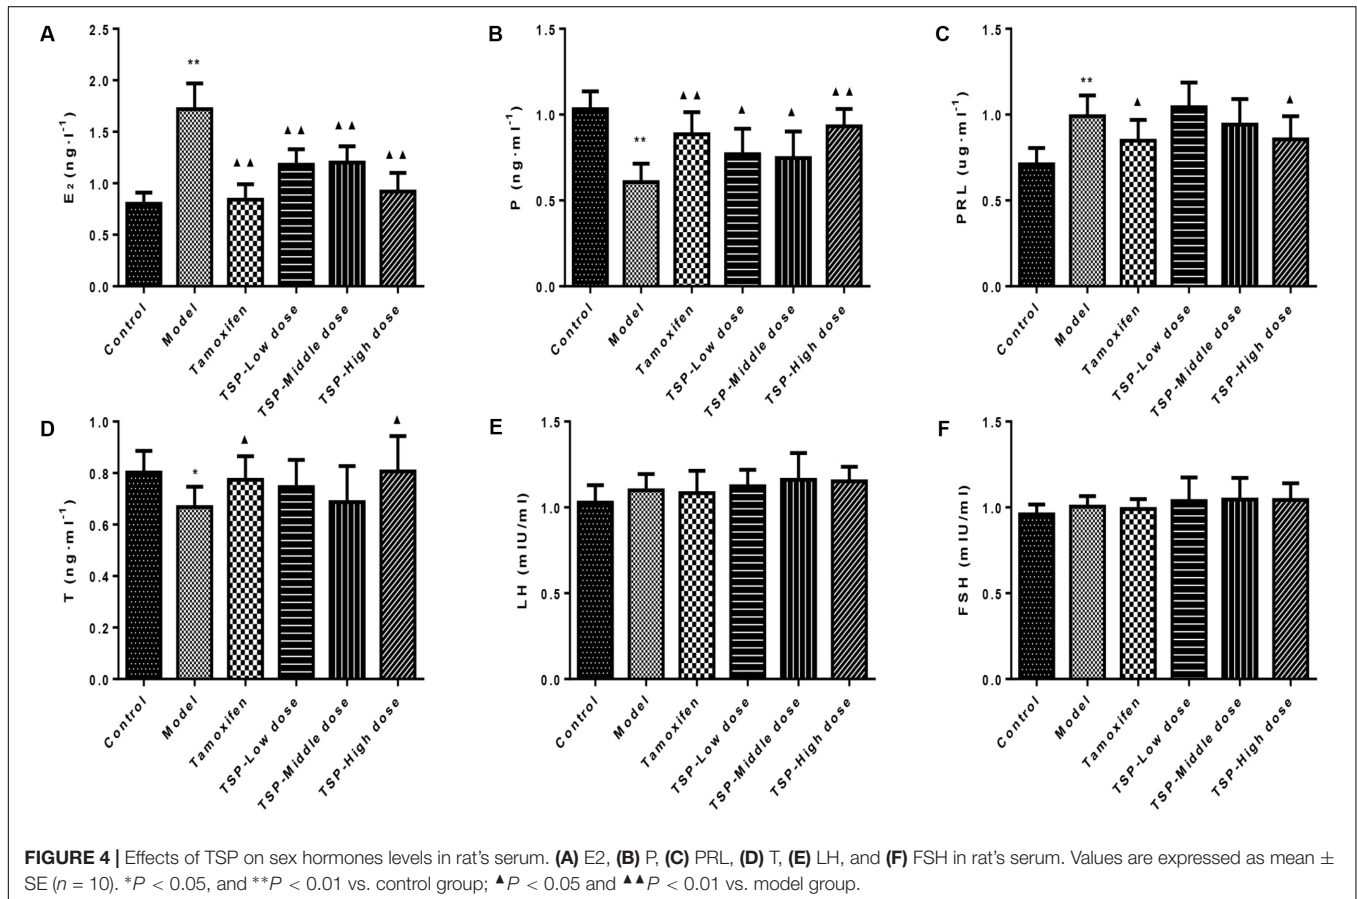 A
E₂ (ng·l⁻¹)
2.5
2.0
1.5
1.0
0.5
0.0
**
▲▲
▲▲
▲▲
▲▲
Control
Model
Tamoxifen
TSP-Low dose
TSP-Middle dose
TSP-High dose
B
P (ng·ml⁻¹)
1.5
1.0
0.5
0.0
**
▲▲
▲
▲
▲▲
Control
Model
Tamoxifen
TSP-Low dose
TSP-Middle dose
TSP-High dose
C
PRL (ug·ml⁻¹)
1.5
1.0
0.5
0.0
**
▲
▲
Control
Model
Tamoxifen
TSP-Low dose
TSP-Middle dose
TSP-High dose
D
T (ng·ml⁻¹)
1.0
0.8
0.6
0.4
0.2
0.0
*
▲
▲
Control
Model
Tamoxifen
TSP-Low dose
TSP-Middle dose
TSP-High dose
E
LH (mIU/ml)
1.5
1.0
0.5
0.0
Control
Model
Tamoxifen
TSP-Low dose
TSP-Middle dose
TSP-High dose
F
FSH (mIU/ml)
1.5
1.0
0.5
0.0
Control
Model
Tamoxifen
TSP-Low dose
TSP-Middle dose
TSP-High dose
FIGURE 4 | Effects of TSP on sex hormones levels in rat's serum. (A) E2, (B) P, (C) PRL, (D) T, (E) LH, and (F) FSH in rat's serum. Values are expressed as mean ±
SE (n = 10). *P < 0.05, and **P < 0.01 vs. control group; ▲P < 0.05 and ▲▲P < 0.01 vs. model group.